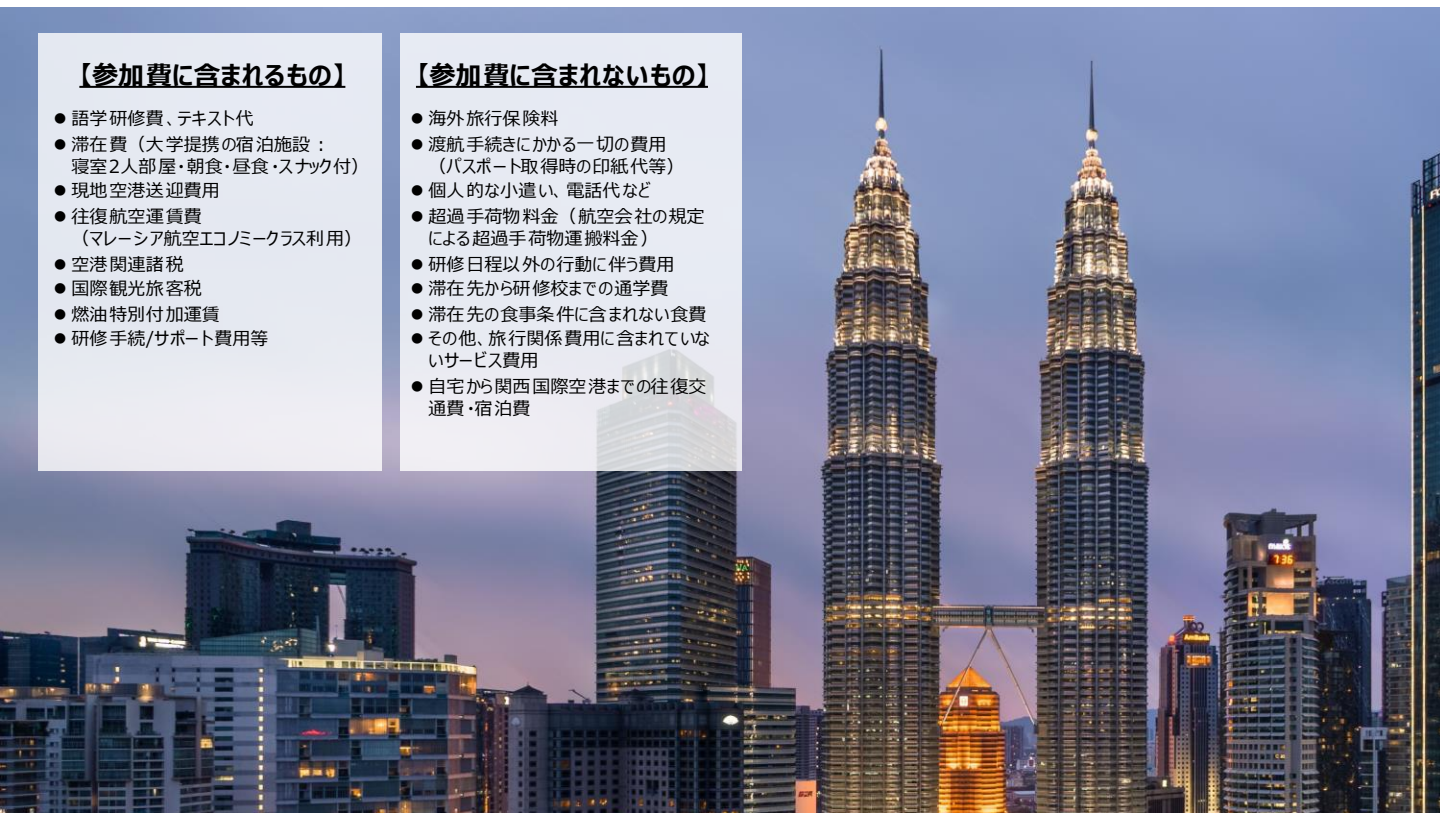 【参加費に含まれるもの】
● 語学研修費、テキスト代
● 滞在費（大学提携の宿泊施設：
寝室2人部屋・朝食・昼食・スナック付）
● 現地空港送迎費用
● 往復航空運賃費
（マレーシア航空エコノミークラス利用）
● 空港関連諸税
● 国際観光旅客税
● 燃油特別付加運賃
● 研修手続/サポート費用等
【参加費に含まれないもの】
● 海外旅行保険料
● 渡航手続きにかかる一切の費用
（パスポート取得時の印紙代等）
● 個人的な小遣い、電話代など
● 超過手荷物料金（航空会社の規定
による超過手荷物運搬料金）
● 研修日程以外の行動に伴う費用
● 滞在先から研修校までの通学費
● 滞在先の食事条件に含まれない食費
● その他、旅行関係費用に含まれていな
いサービス費用
● 自宅から関西国際空港までの往復交
通費・宿泊費
maxis
7 36
AmBank